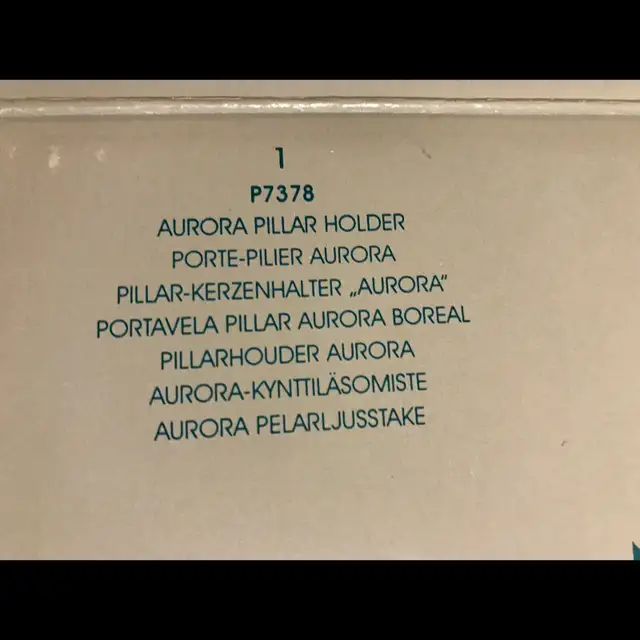 1
P7378
AURORA PILLAR HOLDER
PORTE-PILIER AURORA
PILLAR-KERZENHALTER „AURORA"
PORTAVELA PILLAR AURORA BOREAL
PILLARHOUDER AURORA
AURORA-KYNTTILÄSOMISTE
AURORA PELARLJUSSTAKE